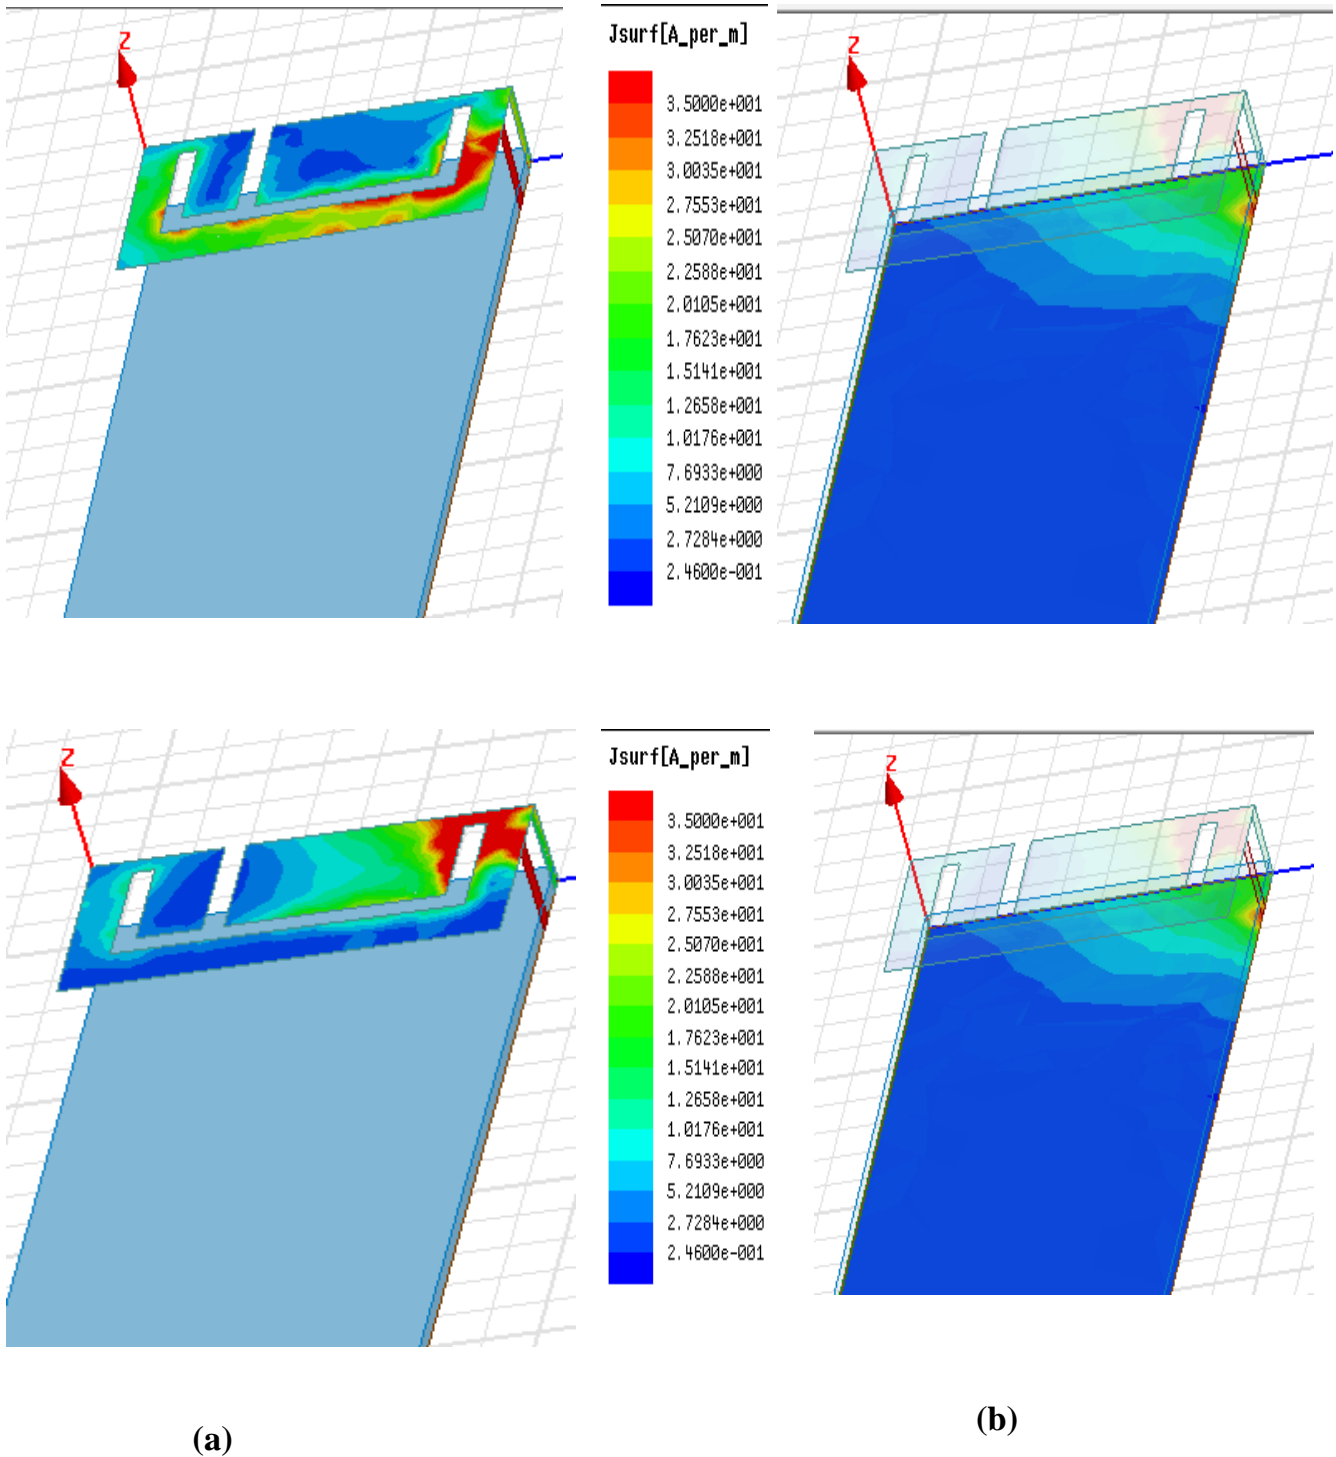 Z
Jsurf[A_per_m]
3.5000e+001
3.2518e+001
3.0035e+001
2.7553e+001
2.5070e+001
2.2588e+001
2.0105e+001
1.7623e+001
1.5141e+001
1.2658e+001
1.0176e+001
7.6933e+000
5.2109e+000
2.7284e+000
2.4600e-001
Z
Z
Jsurf[A_per_m]
3.5000e+001
3.2518e+001
3.0035e+001
2.7553e+001
2.5070e+001
2.2588e+001
2.0105e+001
1.7623e+001
1.5141e+001
1.2658e+001
1.0176e+001
7.6933e+000
5.2109e+000
2.7284e+000
2.4600e-001
Z
(a)
(b)